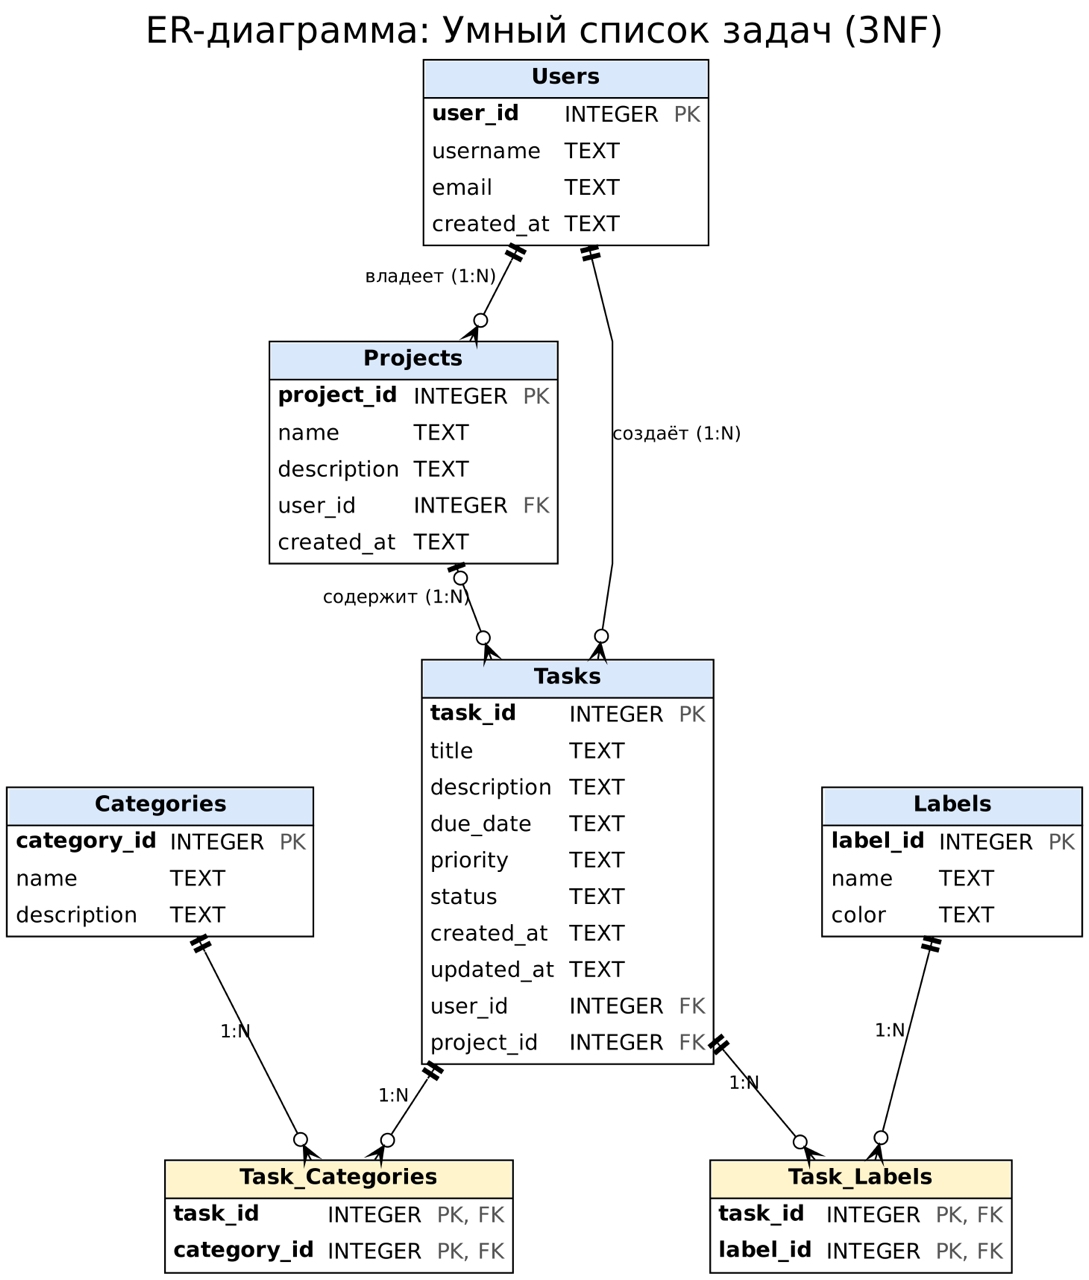 ER-диаграмма: Умный список задач (3NF)
Users
user_id INTEGER PK
username TEXT
email TEXT
created_at TEXT
владеет (1:N)
Projects
project_id INTEGER PK
name TEXT
description TEXT
user_id INTEGER FK
created_at TEXT
создаёт (1:N)
содержит (1:N)
Tasks
task_id INTEGER PK
title TEXT
description TEXT
due_date TEXT
priority TEXT
status TEXT
created_at TEXT
updated_at TEXT
user_id INTEGER FK
project_id INTEGER FK
Categories
category_id INTEGER PK
name TEXT
description TEXT
Labels
label_id INTEGER PK
name TEXT
color TEXT
1:N
1:N
1:N
1:N
Task_Categories
task_id INTEGER PK, FK
category_id INTEGER PK, FK
Task_Labels
task_id INTEGER PK, FK
label_id INTEGER PK, FK